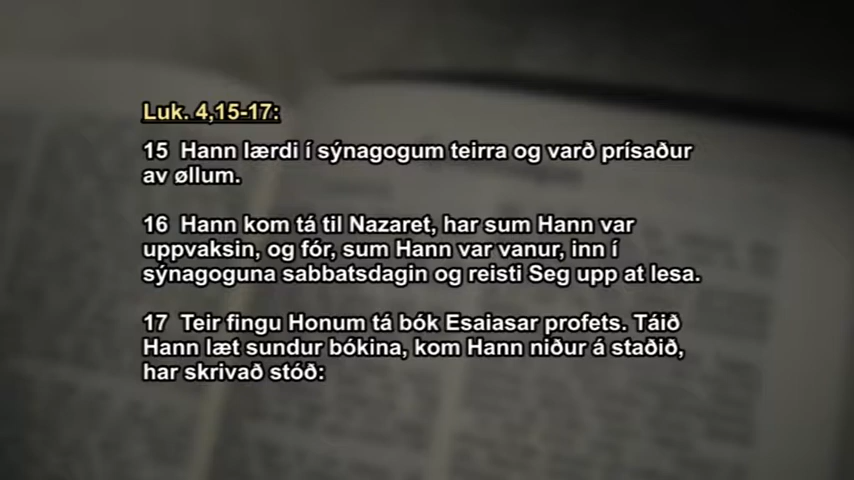 Luk. 4,15-17:
15 Hann lærdi í sýnagogum teirra og varð prísaður
av øllum.
16 Hann kom tá til Nazaret, har sum Hann var
uppvaksin, og fór, sum Hann var vanur, inn í
sýnagoguna sabbatsdagin og reisti Seg upp at lesa.
17 Teir fingu Honum tá bók Esaiasar profets. Táið
Hann læt sundur bókina, kom Hann niður á staðið,
har skrivað stóð: